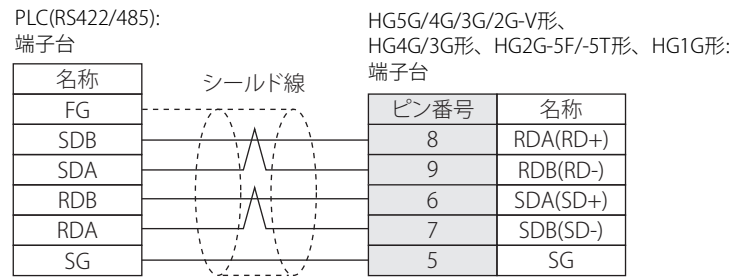 PLC(RS422/485):
端子台
HG5G/4G/3G/2G-V形、
HG4G/3G形、HG2G-5F/-5T形、HG1G形:
端子台
シールド線
名称
FG
SDB
SDA
RDB
RDA
SG
ピン番号 名称
8 RDA(RD+)
9 RDB(RD-)
6 SDA(SD+)
7 SDB(SD-)
5 SG